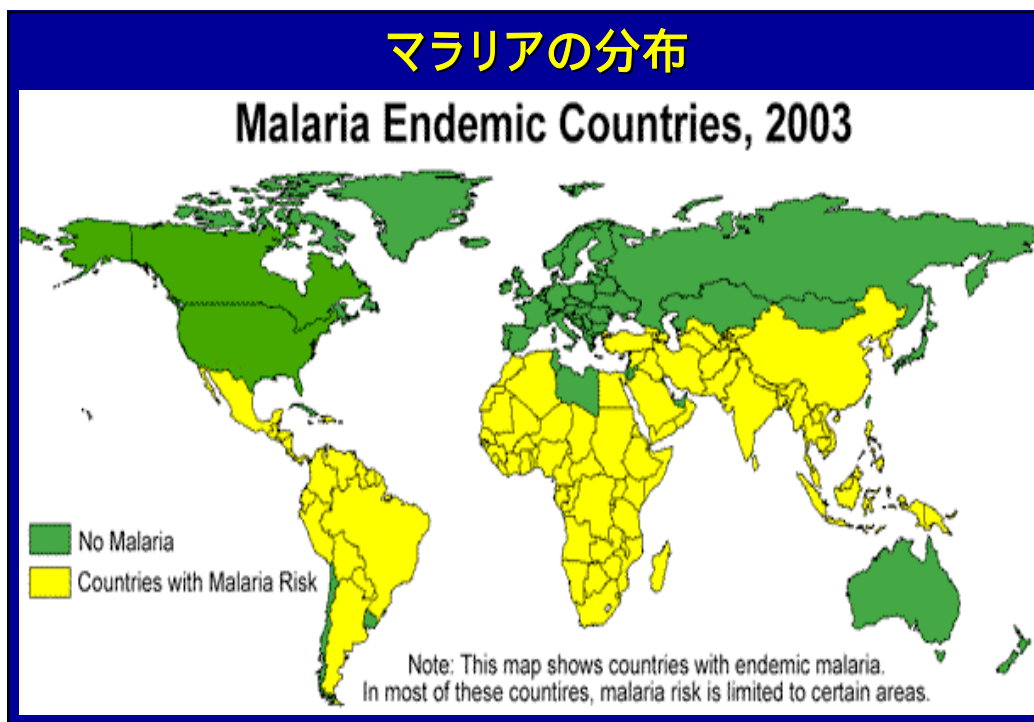 マラリアの分布
Malaria Endemic Countries, 2003
No Malaria
Countries with Malaria Risk
Note: This map shows countries with endemic malaria.
In most of these countires, malaria risk is limited to certain areas.